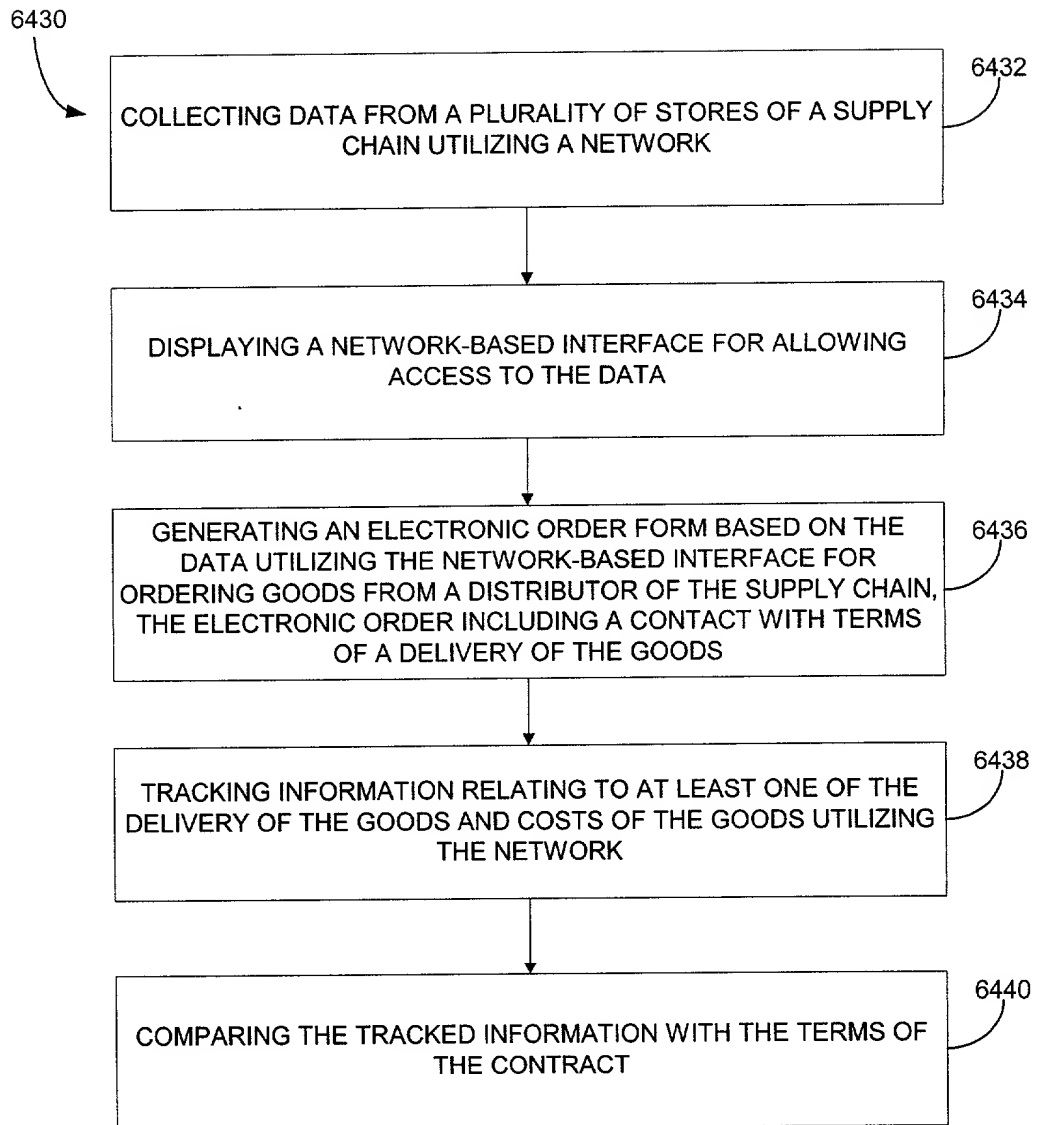 6430
6432
COLLECTING DATA FROM A PLURALITY OF STORES OF A SUPPLY
CHAIN UTILIZING A NETWORK
6434
DISPLAYING A NETWORK-BASED INTERFACE FOR ALLOWING
ACCESS TO THE DATA
6436
GENERATING AN ELECTRONIC ORDER FORM BASED ON THE
DATA UTILIZING THE NETWORK-BASED INTERFACE FOR
ORDERING GOODS FROM A DISTRIBUTOR OF THE SUPPLY CHAIN,
THE ELECTRONIC ORDER INCLUDING A CONTACT WITH TERMS
OF A DELIVERY OF THE GOODS
6438
TRACKING INFORMATION RELATING TO AT LEAST ONE OF THE
DELIVERY OF THE GOODS AND COSTS OF THE GOODS UTILIZING
THE NETWORK
6440
COMPARING THE TRACKED INFORMATION WITH THE TERMS OF
THE CONTRACT